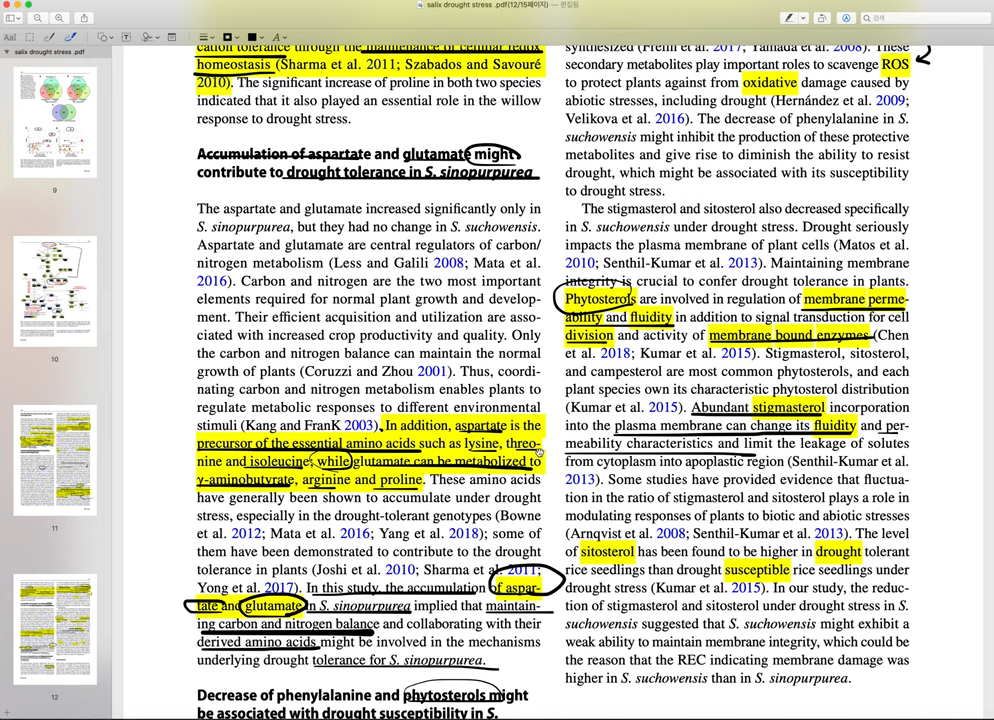 salix drought stress .pdf(12/15페이지) — 편집됨
검색
salix drought stress .pdf
9
10
11
12
cation tolerance through the maintenance of central redox
homeostasis (Sharma et al. 2011; Szabados and Savouré
2010). The significant increase of proline in both two species
indicated that it also played an essential role in the willow
response to drought stress.
Accumulation of aspartate and glutamate might
contribute to drought tolerance in S. sinopurpurea
The aspartate and glutamate increased significantly only in
S. sinopurpurea, but they had no change in S. suchowensis.
Aspartate and glutamate are central regulators of carbon/
nitrogen metabolism (Less and Galili 2008; Mata et al.
2016). Carbon and nitrogen are the two most important
elements required for normal plant growth and develop-
ment. Their efficient acquisition and utilization are asso-
ciated with increased crop productivity and quality. Only
the carbon and nitrogen balance can maintain the normal
growth of plants (Coruzzi and Zhou 2001). Thus, coordi-
nating carbon and nitrogen metabolism enables plants to
regulate metabolic responses to different environmental
stimuli (Kang and FranK 2003). In addition, aspartate is the
precursor of the essential amino acids such as lysine, threo-
nine and isoleucine, while glutamate can be metabolized to
γ-aminobutyrate, arginine and proline. These amino acids
have generally been shown to accumulate under drought
stress, especially in the drought-tolerant genotypes (Bowne
et al. 2012; Mata et al. 2016; Yang et al. 2018); some of
them have been demonstrated to contribute to the drought
tolerance in plants (Joshi et al. 2010; Sharma et al. 2011;
Yong et al. 2017). In this study, the accumulation of aspar-
tate and glutamate in S. sinopurpurea implied that maintain-
ing carbon and nitrogen balance and collaborating with their
derived amino acids might be involved in the mechanisms
underlying drought tolerance for S. sinopurpurea.
Decrease of phenylalanine and phytosterols might
be associated with drought susceptibility in S.
synthesized (Freihi et al. 2017; Yamada et al. 2008). These
secondary metabolites play important roles to scavenge ROS
to protect plants against from oxidative damage caused by
abiotic stresses, including drought (Hernández et al. 2009;
Velikova et al. 2016). The decrease of phenylalanine in S.
suchowensis might inhibit the production of these protective
metabolites and give rise to diminish the ability to resist
drought, which might be associated with its susceptibility
to drought stress.
The stigmasterol and sitosterol also decreased specifically
in S. suchowensis under drought stress. Drought seriously
impacts the plasma membrane of plant cells (Matos et al.
2010; Senthil-Kumar et al. 2013). Maintaining membrane
integrity is crucial to confer drought tolerance in plants.
Phytosterols are involved in regulation of membrane perme-
ability and fluidity in addition to signal transduction for cell
division and activity of membrane bound enzymes (Chen
et al. 2018; Kumar et al. 2015). Stigmasterol, sitosterol,
and campesterol are most common phytosterols, and each
plant species own its characteristic phytosterol distribution
(Kumar et al. 2015). Abundant stigmasterol incorporation
into the plasma membrane can change its fluidity and per-
meability characteristics and limit the leakage of solutes
from cytoplasm into apoplastic region (Senthil-Kumar et al.
2013). Some studies have provided evidence that fluctua-
tion in the ratio of stigmasterol and sitosterol plays a role in
modulating responses of plants to biotic and abiotic stresses
(Arnqvist et al. 2008; Senthil-Kumar et al. 2013). The level
of sitosterol has been found to be higher in drought tolerant
rice seedlings than drought susceptible rice seedlings under
drought stress (Kumar et al. 2015). In our study, the reduc-
tion of stigmasterol and sitosterol under drought stress in S.
suchowensis suggested that S. suchowensis might exhibit a
weak ability to maintain membrane integrity, which could be
the reason that the REC indicating membrane damage was
higher in S. suchowensis than in S. sinopurpurea.